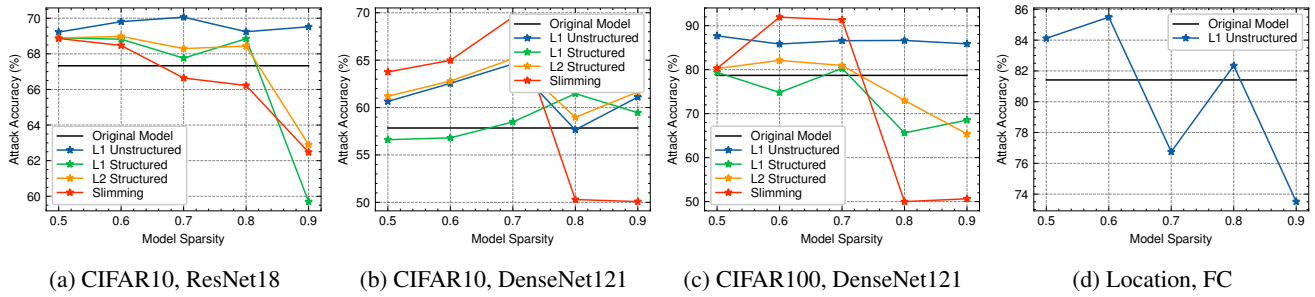 72
70
68
66
64
62
60
Attack Accuracy (%)
Original Model
L1 Unstructured
L1 Structured
L2 Structured
Slimming
0.5 0.6 0.7 0.8 0.9
Model Sparsity
(a) CIFAR10, ResNet18
70
65
60
55
50
Attack Accuracy (%)
Original Model
L1 Unstructured
L1 Structured
L2 Structured
Slimming
0.5 0.6 0.7 0.8 0.9
Model Sparsity
(b) CIFAR10, DenseNet121
90
80
70
60
50
Attack Accuracy (%)
Original Model
L1 Unstructured
L1 Structured
L2 Structured
Slimming
0.5 0.6 0.7 0.8 0.9
Model Sparsity
(c) CIFAR100, DenseNet121
86
84
82
80
78
76
74
Attack Accuracy (%)
Original Model
L1 Unstructured
0.5 0.6 0.7 0.8 0.9
Model Sparsity
(d) Location, FC